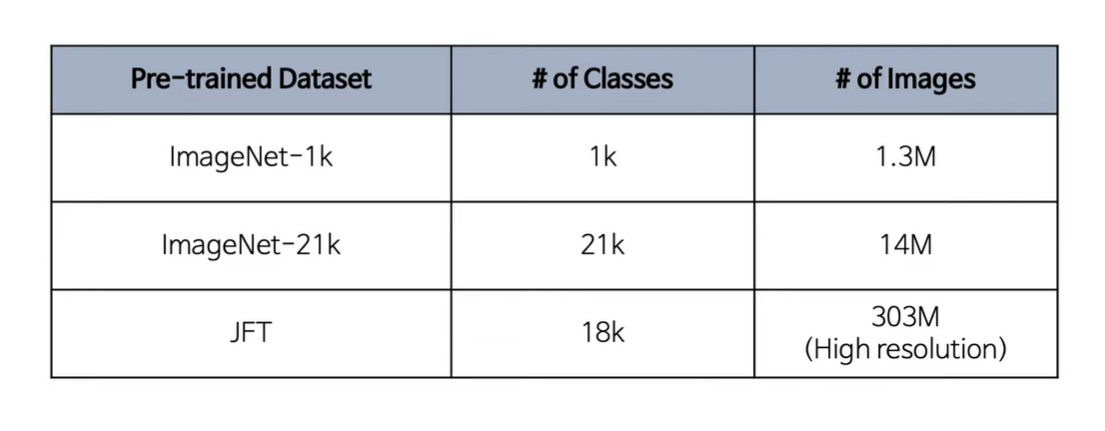 Pre-trained Dataset # of Classes # of Images
ImageNet-1k 1k 1.3M
ImageNet-21k 21k 14M
JFT 18k 303M
(High resolution)